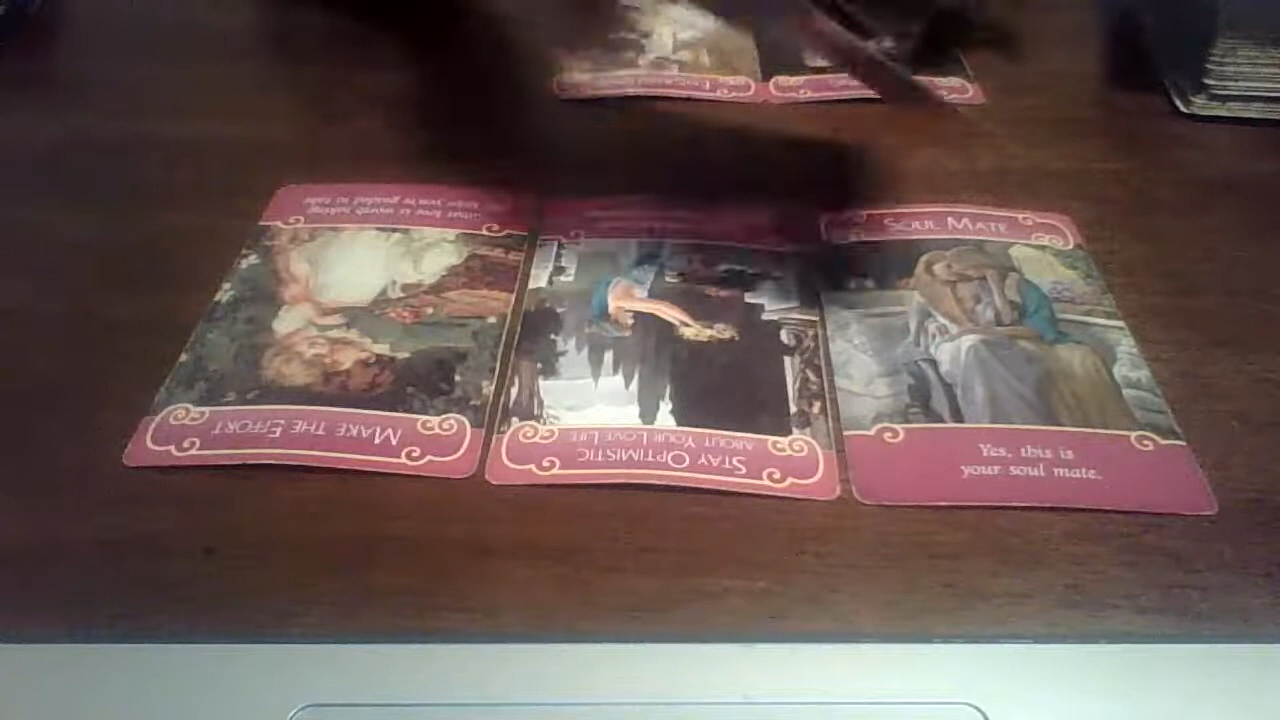 SOUL MATE
Yes, this is
your soul mate.
STAY OPTIMISTIC
ABOUT YOUR LOVE LIFE
MAKE THE EFFORT
that love is worth taking
steps you're guided to take